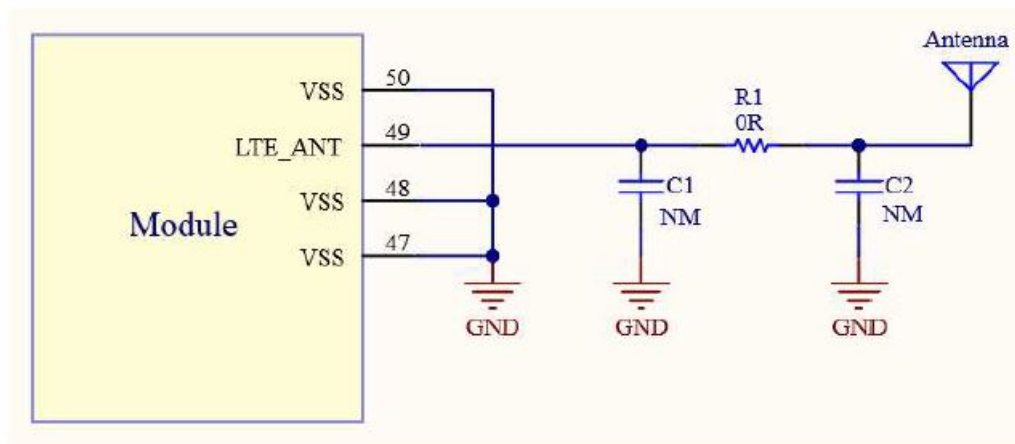 Antenna
50
VSS
R1
0R
49
LTE_ANT
48
VSS
C1
NM
C2
NM
Module
47
VSS
GND
GND
GND